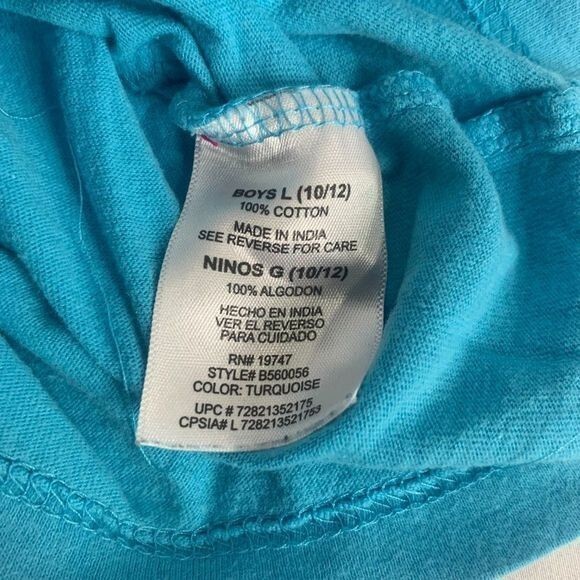 BOYS L (10/12)
100% COTTON
MADE IN INDIA
SEE REVERSE FOR CARE
NINOS G (10/12)
100% ALGODON
HECHO EN INDIA
VER EL REVERSO
PARA CUIDADO
RN# 19747
STYLE# B560056
COLOR: TURQUOISE
UPC # 72821352175
CPSIA# L 728213521753